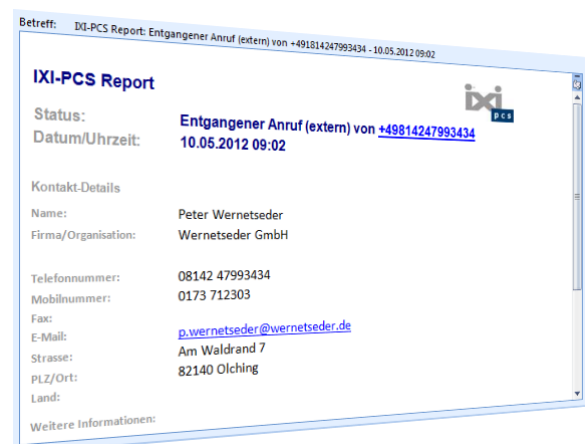 Betreff: IXI-PCS Report: Entgangener Anruf (extern) von +491814247993434 - 10.05.2012 09:02
IXI-PCS Report
ixi
pcs
Status: Entgangener Anruf (extern) von +49814247993434
Datum/Uhrzeit: 10.05.2012 09:02
Kontakt-Details
Name: Peter Wernetseder
Firma/Organisation: Wernetseder GmbH
Telefonnummer: 08142 47993434
Mobilnummer: 0173 712303
Fax:
E-Mail: p.wernetseder@wernetseder.de
Strasse: Am Waldrand 7
PLZ/Ort: 82140 Olching
Land:
Weitere Informationen: